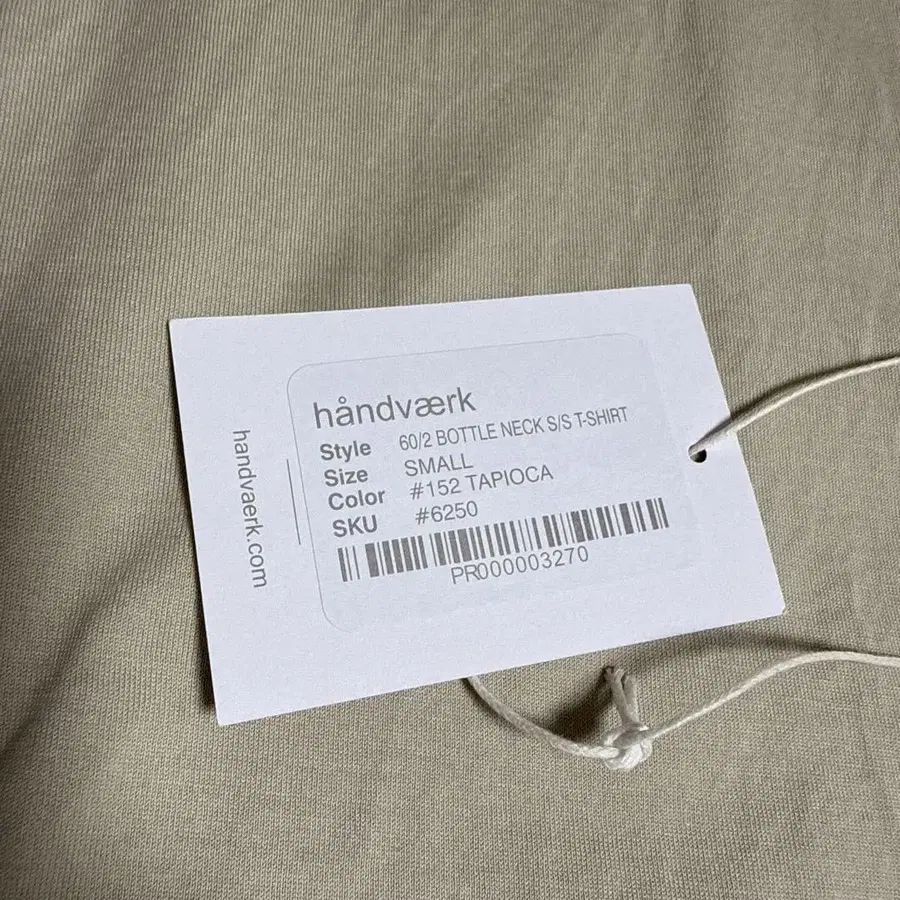 håndværk
Style 60/2 BOTTLE NECK S/S T-SHIRT
Size SMALL
Color #152 TAPIOCA
SKU #6250
PR000003270
handvaerk.com